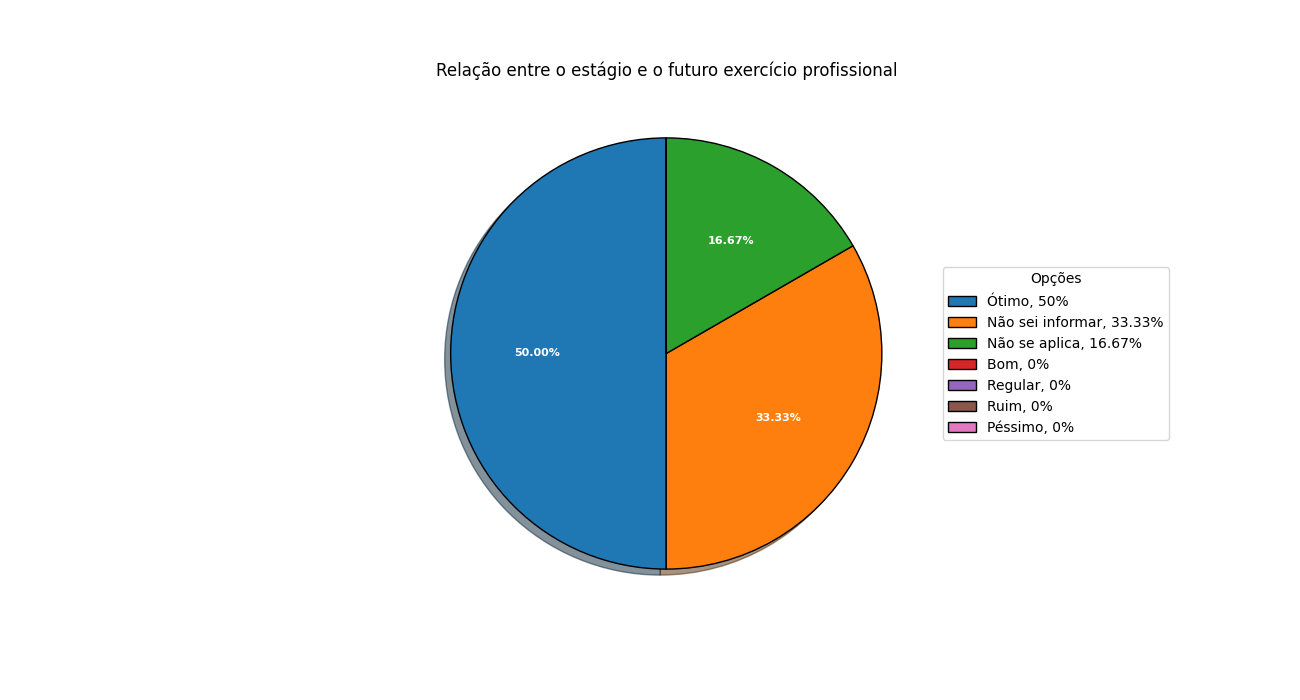 Relação entre o estágio e o futuro exercício profissional
16.67%
50.00%
33.33%
Opções
Ótimo, 50%
Não sei informar, 33.33%
Não se aplica, 16.67%
Bom, 0%
Regular, 0%
Ruim, 0%
Péssimo, 0%